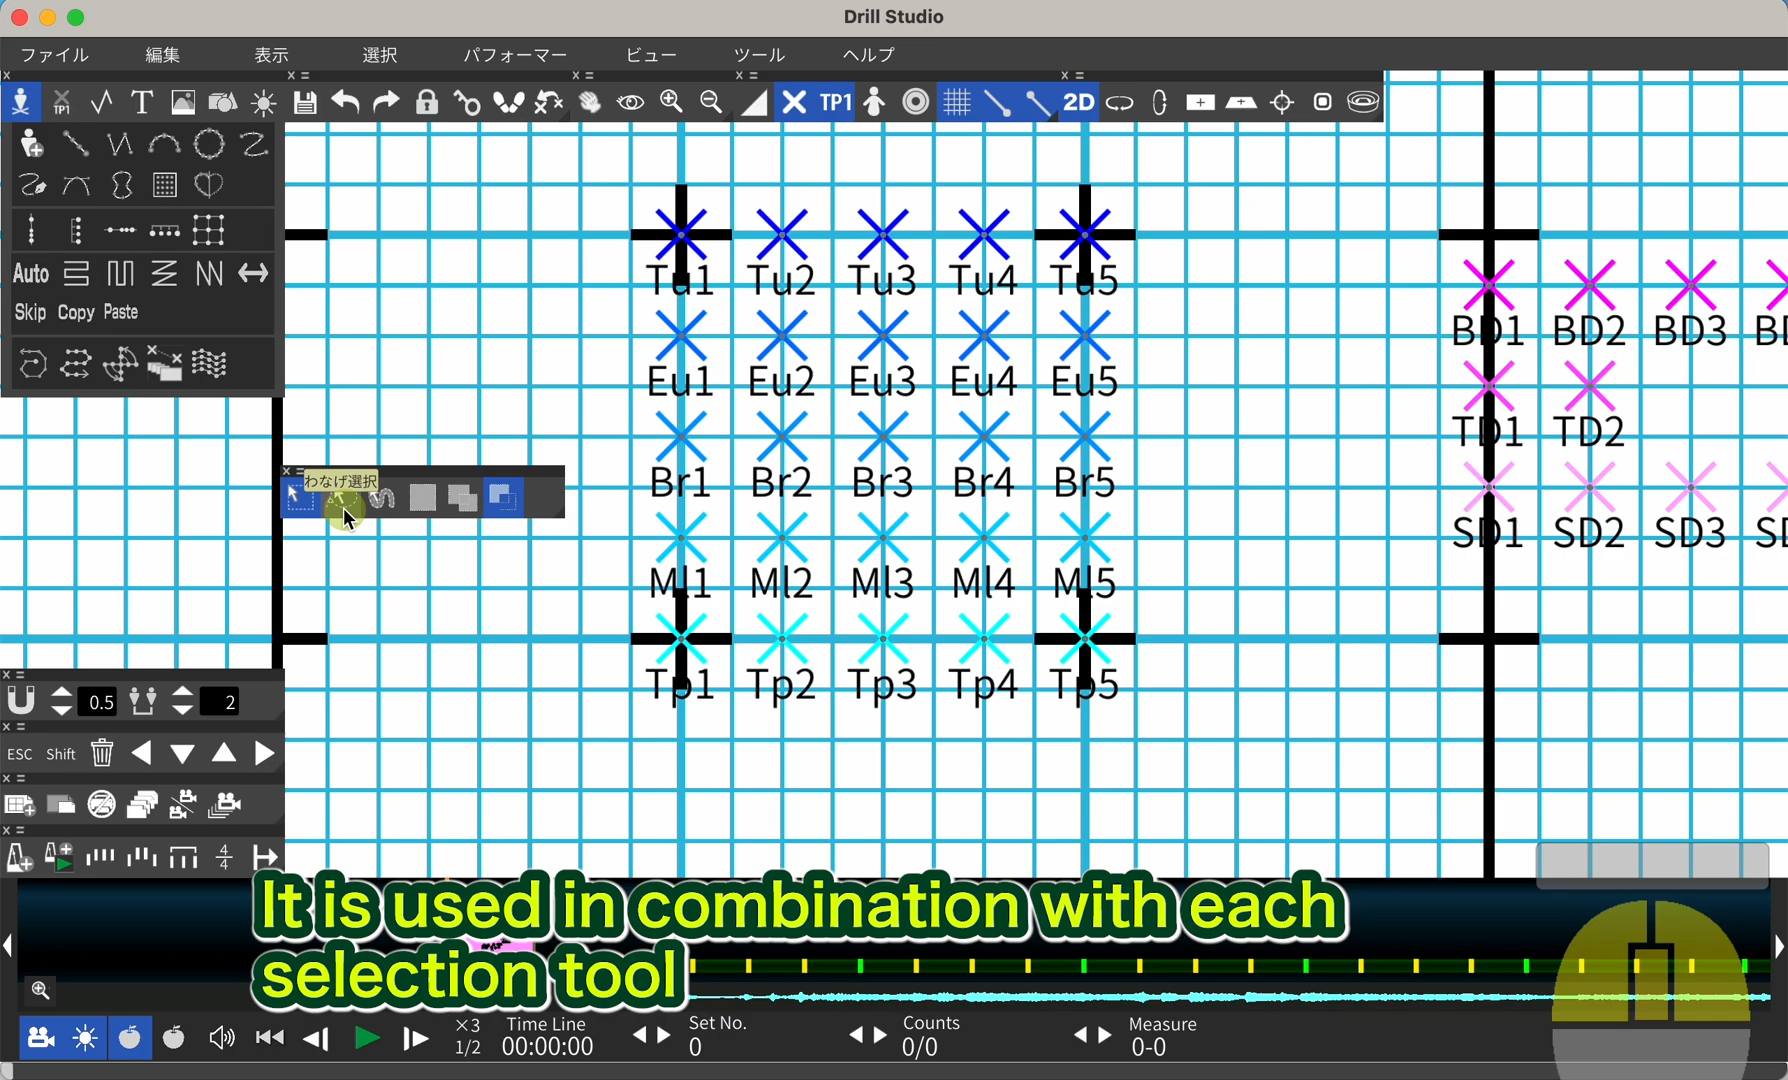 Drill Studio
ファイル 編集 表示 選択 パフォーマー ビュー ツール ヘルプ
TP1 T TP1 2D
Auto
Skip Copy Paste
Tu1 Tu2 Tu3 Tu4 Tu5
BD1 BD2 BD3 BD
Eu1 Eu2 Eu3 Eu4 Eu5
TD1 TD2
わなげ選択
Br1 Br2 Br3 Br4 Br5
SD1 SD2 SD3 SD
Ml1 Ml2 Ml3 Ml4 Ml5
Tp1 Tp2 Tp3 Tp4 Tp5
0.5 2
ESC Shift
4/4
It is used in combination with each
selection tool
×3 Time Line Set No. Counts Measure
1/2 00:00:00 0 0/0 0-0